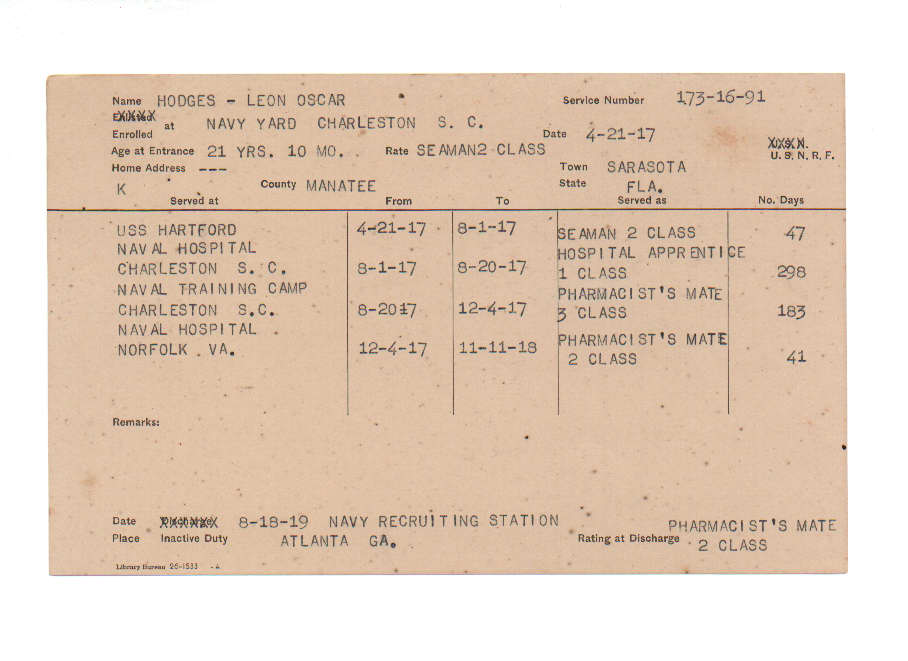 Name HODGES - LEON OSCAR Service Number 173-16-91
Enrolled at NAVY YARD CHARLESTON S. C. Date 4-21-17
Age at Entrance 21 YRS. 10 MO. Rate SEAMAN2 CLASS U. S. N. R. F.
Home Address --- Town SARASOTA
K County MANATEE State FLA.
Served at From To Served as No. Days
USS HARTFORD 4-21-17 8-1-17 SEAMAN 2 CLASS 47
NAVAL HOSPITAL HOSPITAL APPRENTICE
CHARLESTON S. C. 8-1-17 8-20-17 1 CLASS 298
NAVAL TRAINING CAMP PHARMACIST'S MATE
CHARLESTON S.C. 8-2017 12-4-17 3 CLASS 183
NAVAL HOSPITAL PHARMACIST'S MATE
NORFOLK . VA. 12-4-17 11-11-18 2 CLASS 41
Remarks:
Date Discharge 8-18-19 NAVY RECRUITING STATION PHARMACIST'S MATE
Place Inactive Duty ATLANTA GA. Rating at Discharge 2 CLASS
Library Bureau 26-1533